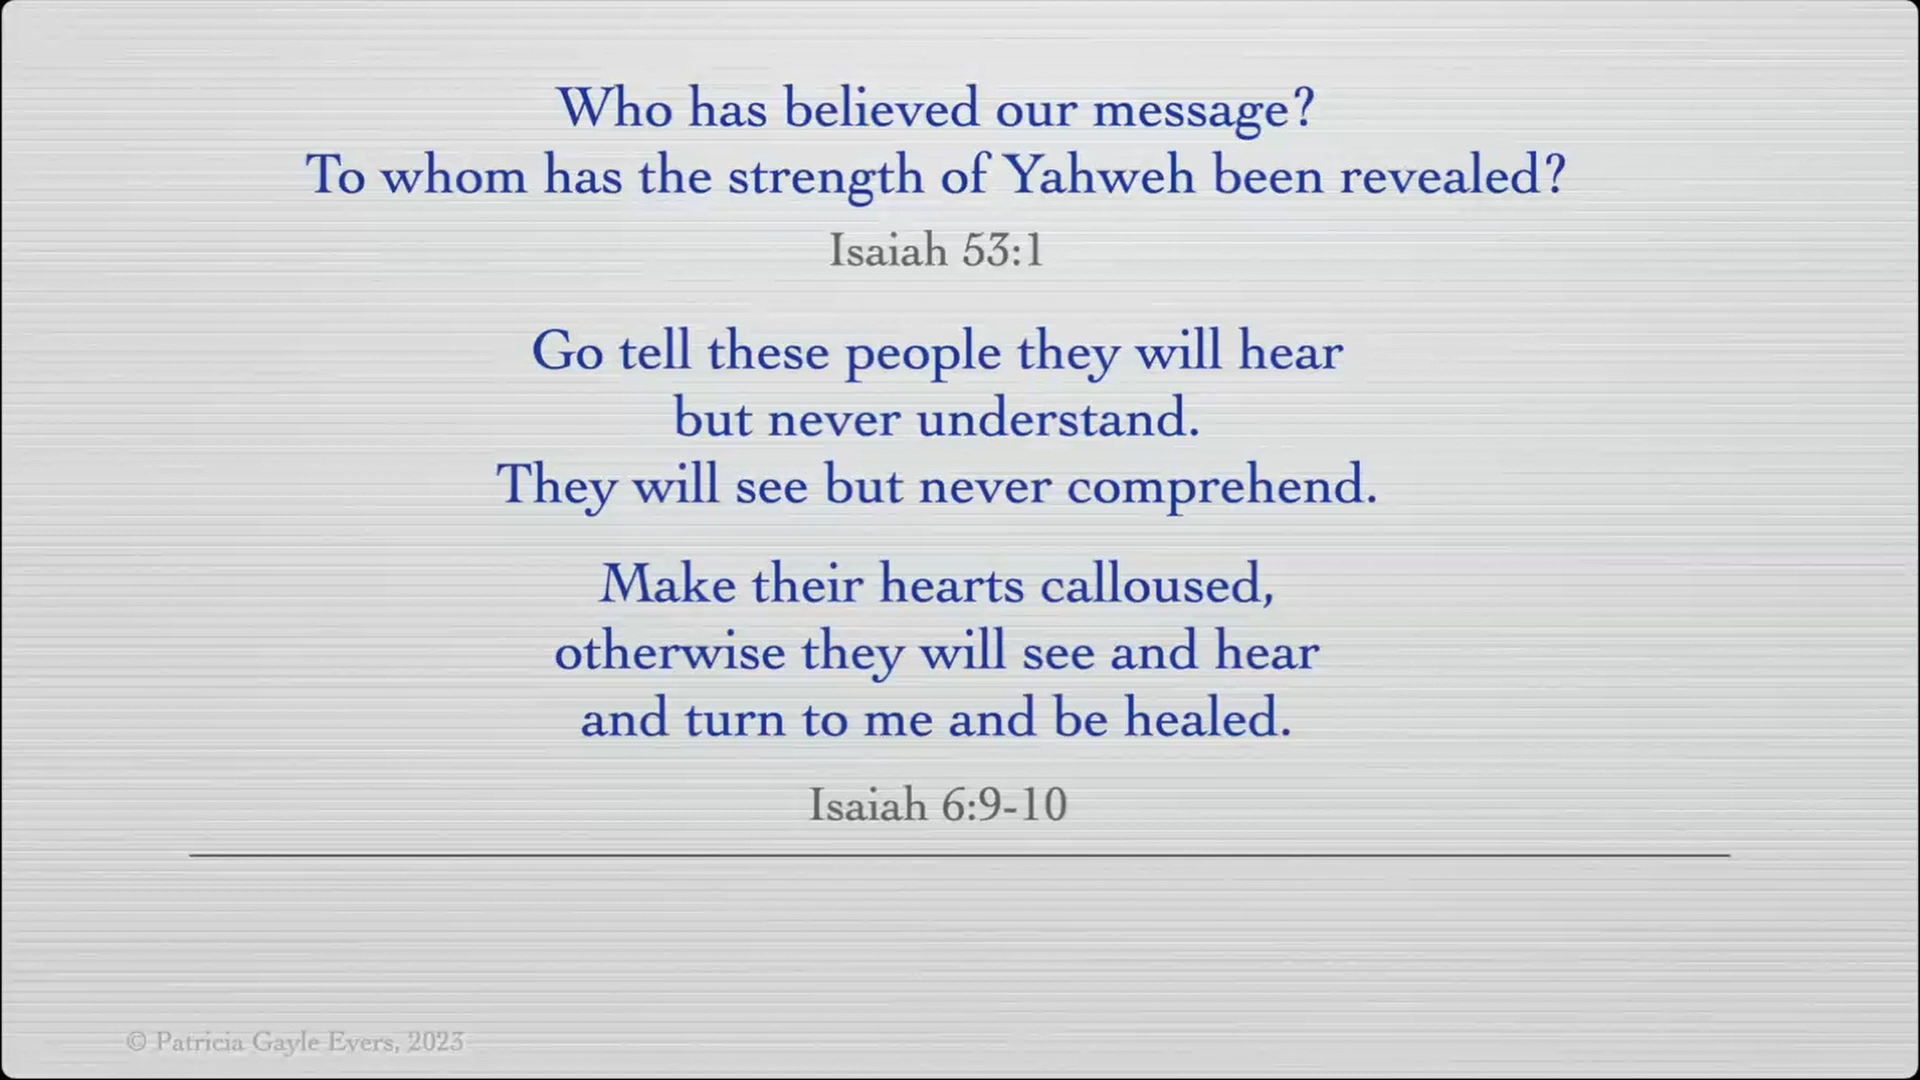 Who has believed our message?
To whom has the strength of Yahweh been revealed?
Isaiah 53:1
Go tell these people they will hear
but never understand.
They will see but never comprehend.
Make their hearts calloused,
otherwise they will see and hear
and turn to me and be healed.
Isaiah 6:9-10
© Patricia Gayle Evers, 2023